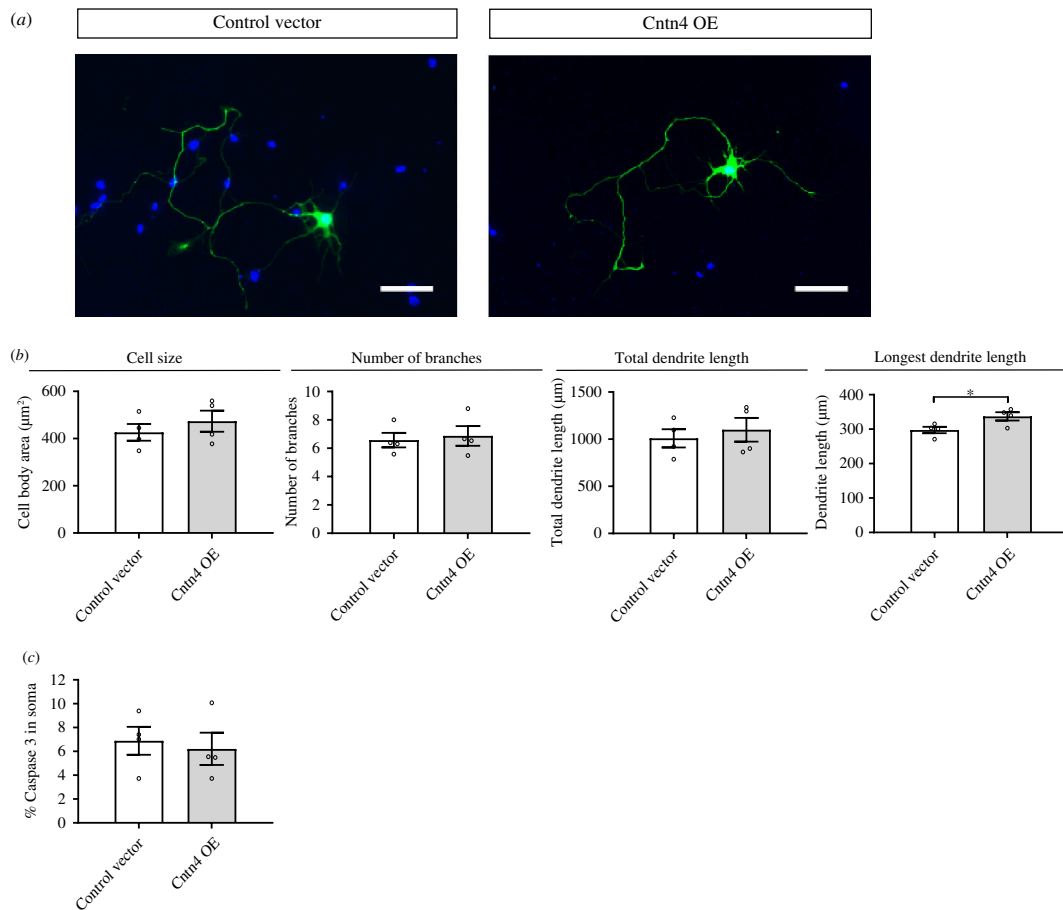 (a)
Control vector
Cntn4 OE
(b)
Cell size
Number of branches
Total dendrite length
Longest dendrite length
Cell body area (µm²)
600
400
200
0
Control vector
Cntn4 OE
Number of branches
10
8
6
4
2
0
Control vector
Cntn4 OE
Total dendrite length (µm)
1500
1000
500
0
Control vector
Cntn4 OE
Dendrite length (µm)
400
300
200
100
0
*
Control vector
Cntn4 OE
(c)
% Caspase 3 in soma
12
10
8
6
4
2
0
Control vector
Cntn4 OE